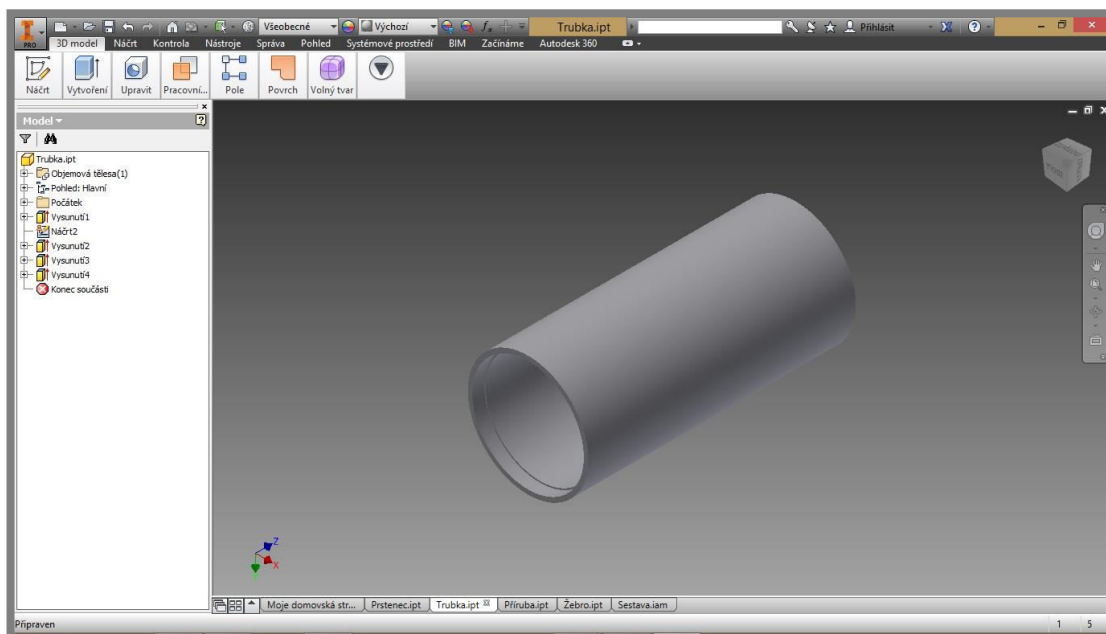 PRO
Všeobecné
Výchozí
fx
Trubka.ipt
Přihlásit
3D model Náčrt Kontrola Nástroje Správa Pohled Systémové prostředí BIM Začínáme Autodesk 360
Náčrt Vytvoření Upravit Pracovní... Pole Povrch Volný tvar
Model
Trubka.ipt
Objemová tělesa(1)
Pohled: Hlavní
Počátek
Vysunutí1
Náčrt2
Vysunutí2
Vysunutí3
Vysunutí4
Konec součásti
Z
X
Moje domovská str... Prstenec.ipt Trubka.ipt Příruba.ipt Žebro.ipt Sestava.iam
Připraven 1 5